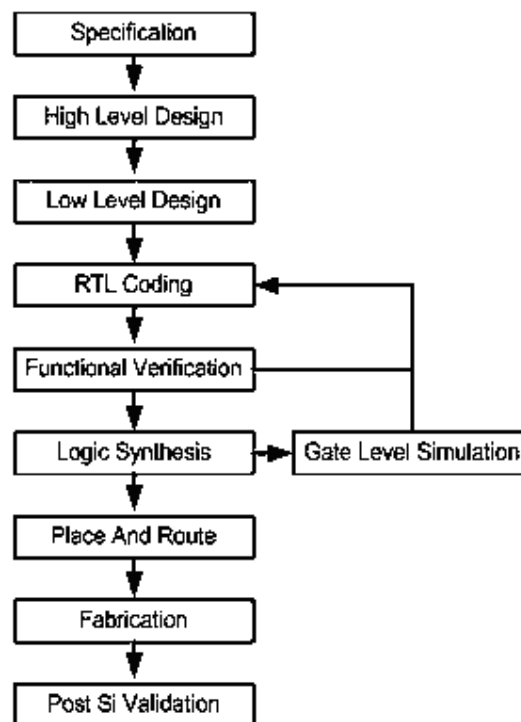 Specification
High Level Design
Low Level Design
RTL Coding
Functional Verification
Logic Synthesis
Gate Level Simulation
Place And Route
Fabrication
Post Si Validation